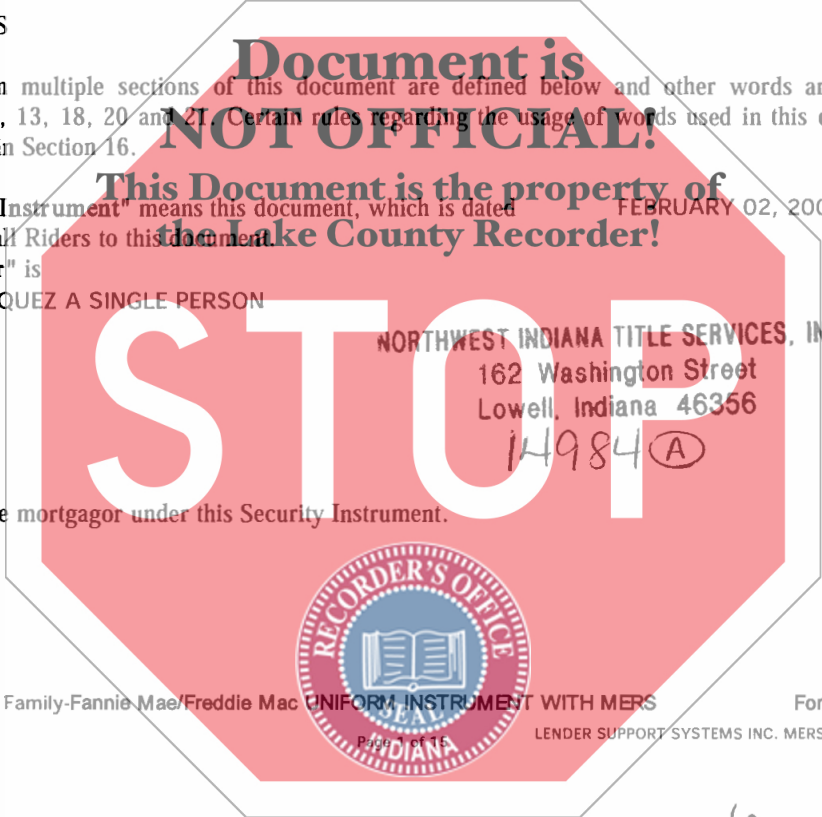 S
Document is
n multiple sections of this document are defined below and other words an
, 13, 18, 20 and 21. Certain rules regarding the usage of words used in this
NOT OFFICIAL!
n Section 16.
This Document is the property of
Instrument" means this document, which is dated FEBRUARY 02, 200
ll Riders to this document.
the Lake County Recorder!
r" is
QUEZ A SINGLE PERSON
STOP
NORTHWEST INDIANA TITLE SERVICES, IN
162 Washington Street
Lowell, Indiana 46356
14984 A
e mortgagor under this Security Instrument.
RECORDER'S OFFICE
SEAL
INDIANA
Family-Fannie Mae/Freddie Mac UNIFORM INSTRUMENT WITH MERS For
Page 1 of 15
LENDER SUPPORT SYSTEMS INC. MERS